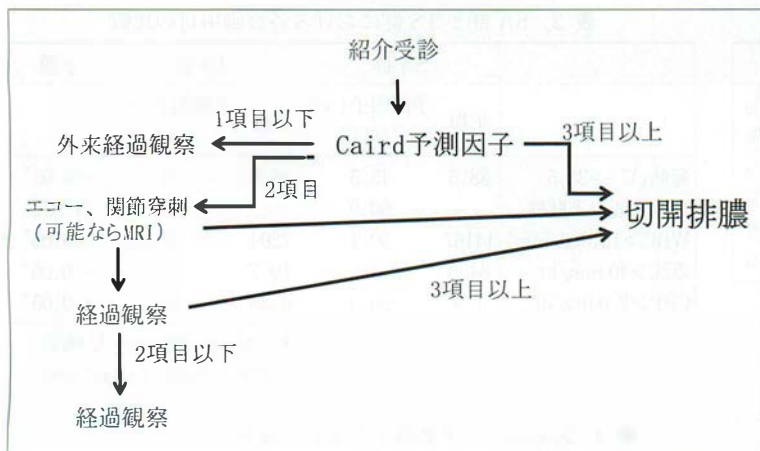 紹介受診
1項目以下
Caird予測因子
3項目以上
外来経過観察
2項目
エコー、関節穿刺
(可能ならMRI)
切開排膿
3項目以上
経過観察
2項目以下
経過観察